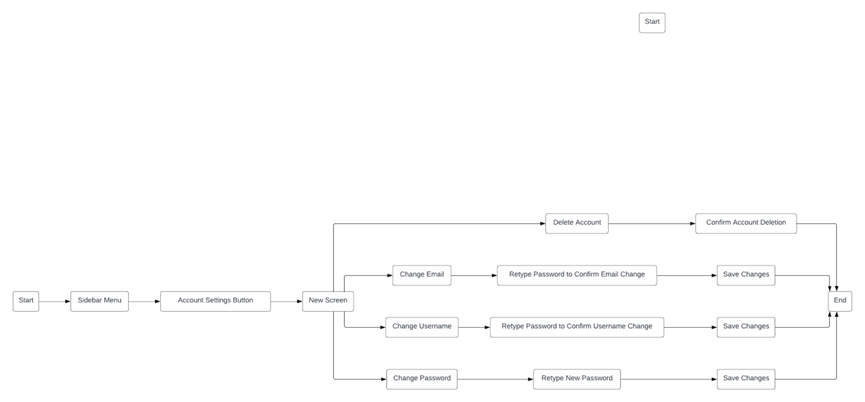 Start
Delete Account
Confirm Account Deletion
Change Email
Retype Password to Confirm Email Change
Save Changes
Start
Sidebar Menu
Account Settings Button
New Screen
End
Change Username
Retype Password to Confirm Username Change
Save Changes
Change Password
Retype New Password
Save Changes